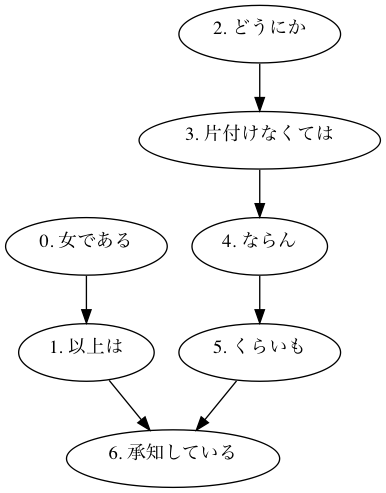 2. どうにか
3. 片付けなくては
0. 女である
4. ならん
1. 以上は
5. くらいも
6. 承知している